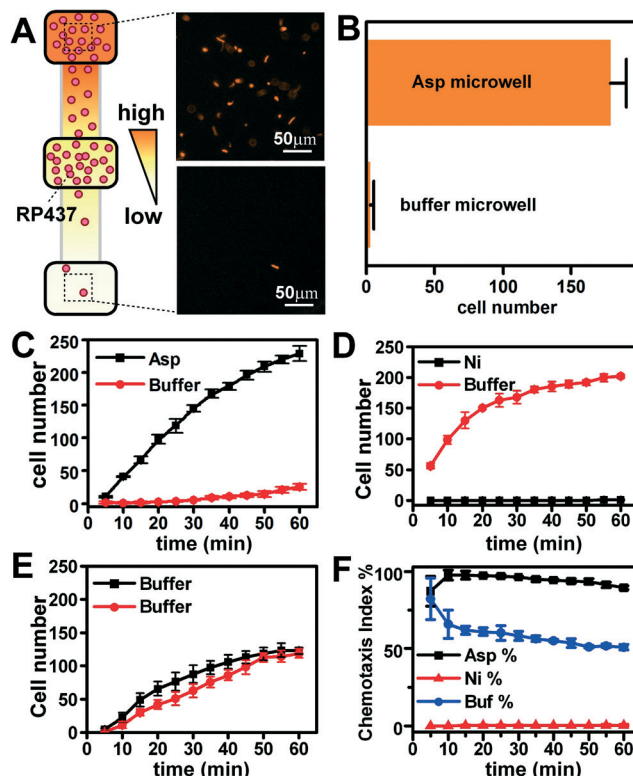 A
high
low
RP437
50μm
50μm
B
Asp microwell
buffer microwell
0 50 100 150
cell number
C
Asp
Buffer
cell number
250
200
150
100
50
0
0 10 20 30 40 50 60
time (min)
D
Ni
Buffer
Cell number
250
200
150
100
50
0
0 10 20 30 40 50 60
time (min)
E
Buffer
Buffer
Cell number
250
200
150
100
50
0
0 10 20 30 40 50 60
time (min)
F
Chemotaxis Index %
100
50
0
Asp %
Ni %
Buf %
0 10 20 30 40 50 60
time (min)